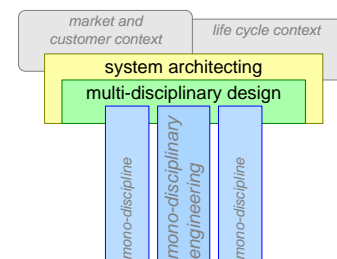 market and
customer context
life cycle context
system architecting
multi-disciplinary design
mono-discipline
mono-disciplinary
engineering
mono-discipline